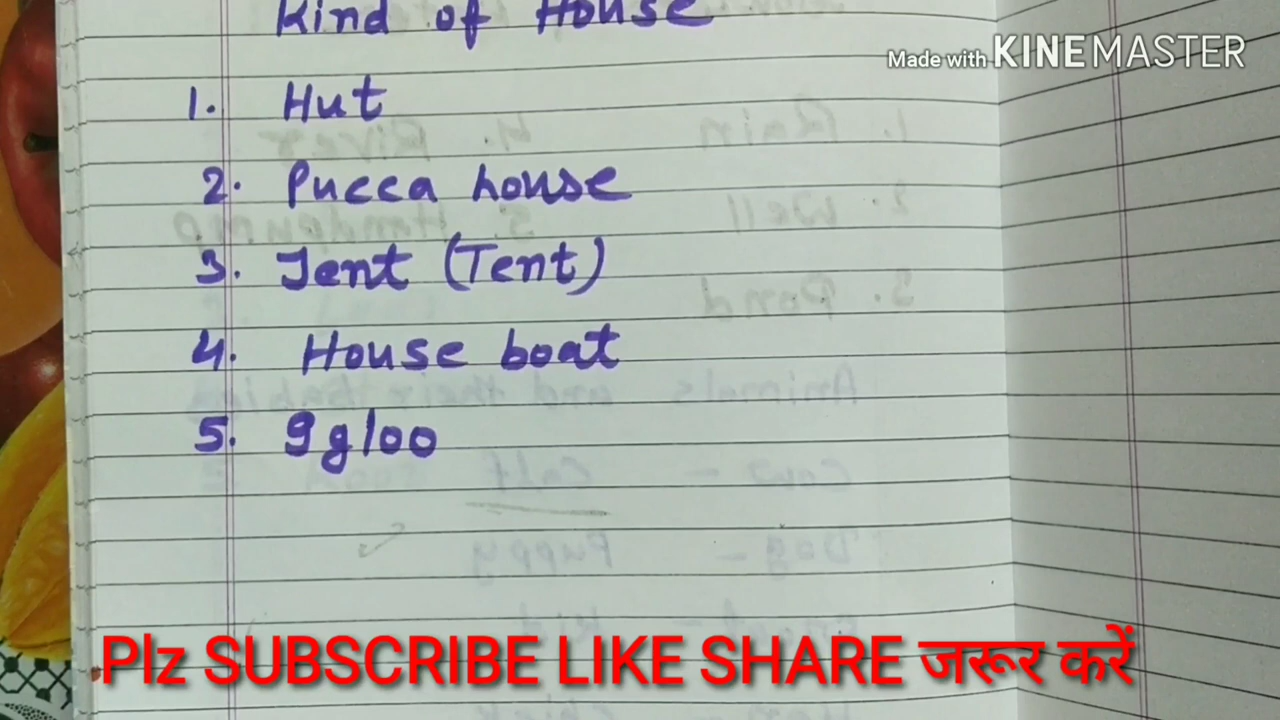 Kind of House
Made with KINEMASTER
1. Hut
2. Pucca house
3. Tent (Tent)
4. House boat
5. Igloo
Plz SUBSCRIBE LIKE SHARE जरूर करें